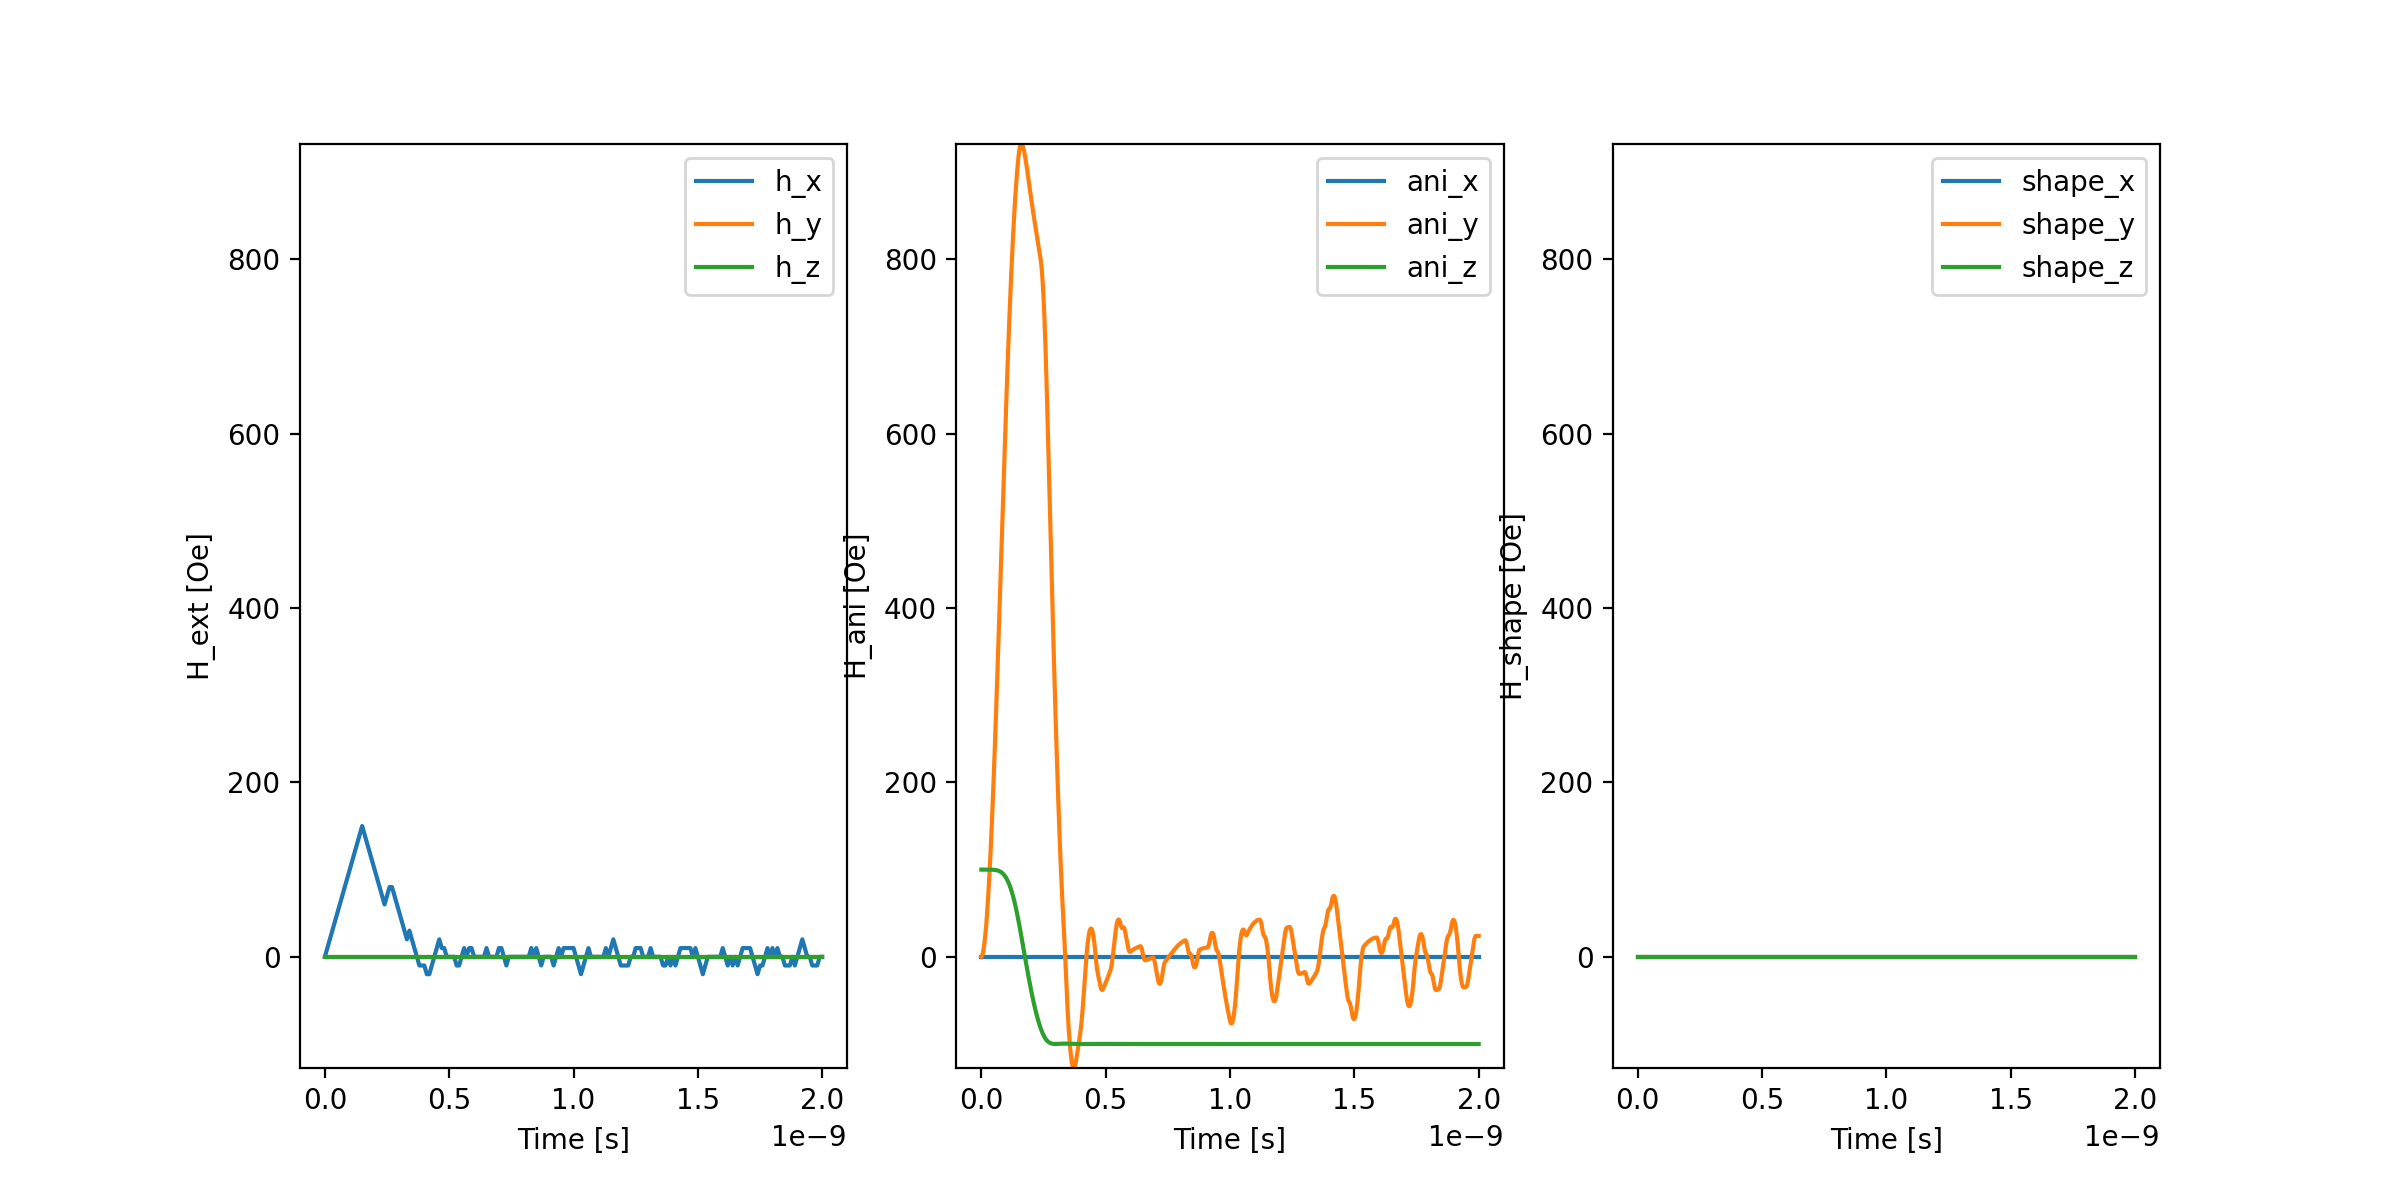 H_ext [Oe]
800
600
400
200
0
h_x
h_y
h_z
0.0 0.5 1.0 1.5 2.0
Time [s] 1e−9
H_ani [Oe]
800
600
400
200
0
ani_x
ani_y
ani_z
0.0 0.5 1.0 1.5 2.0
Time [s] 1e−9
H_shape [Oe]
800
600
400
200
0
shape_x
shape_y
shape_z
0.0 0.5 1.0 1.5 2.0
Time [s] 1e−9